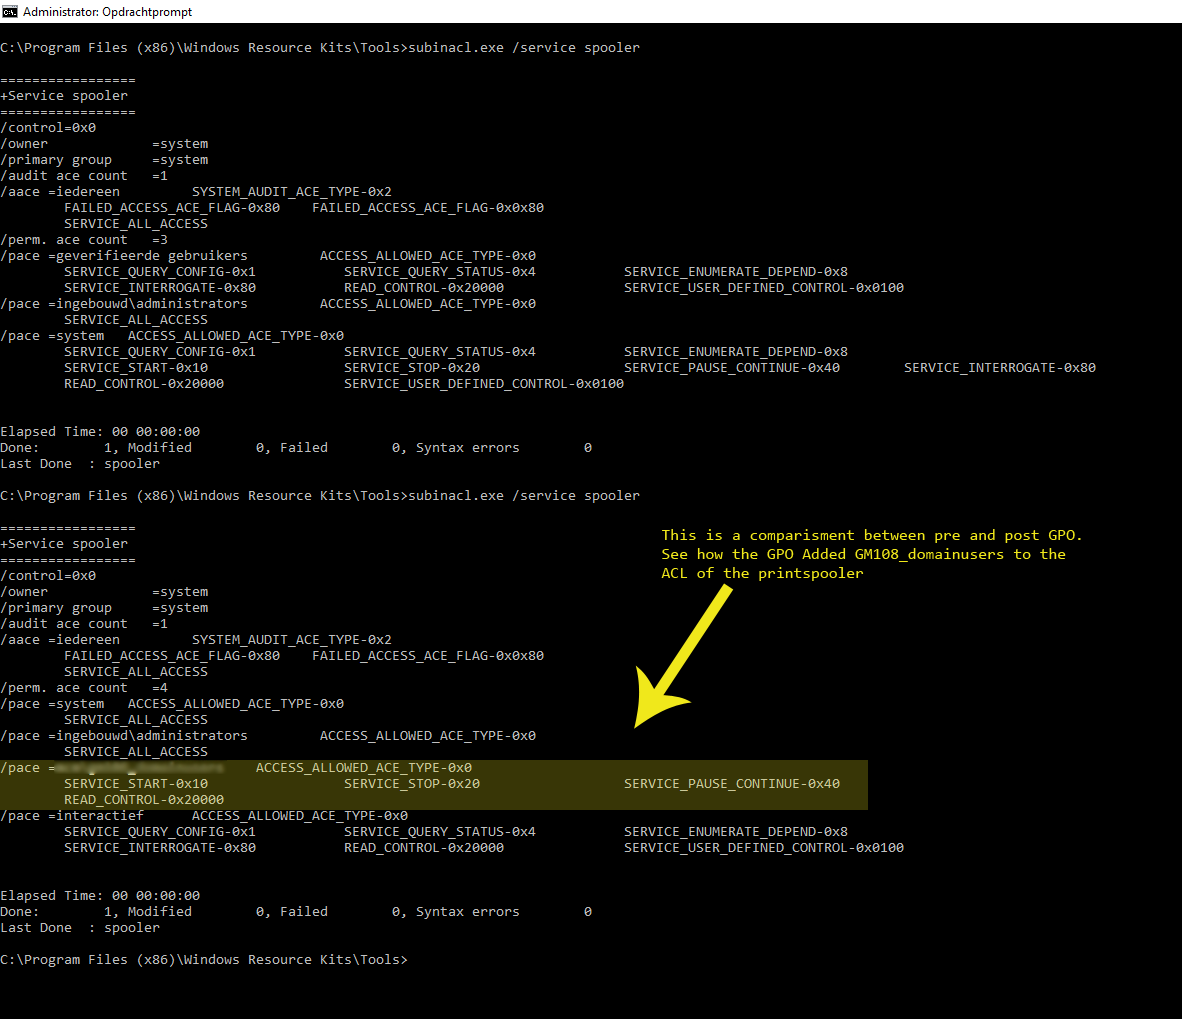 Administrator: Opdrachtprompt
C:\Program Files (x86)\Windows Resource Kits\Tools>subinacl.exe /service spooler
=================
+Service spooler
=================
/control=0x0
/owner             =system
/primary group     =system
/audit ace count   =1
/aace =iedereen         SYSTEM_AUDIT_ACE_TYPE-0x2
        FAILED_ACCESS_ACE_FLAG-0x80    FAILED_ACCESS_ACE_FLAG-0x0x80
        SERVICE_ALL_ACCESS
/perm. ace count   =3
/pace =geverifieerde gebruikers         ACCESS_ALLOWED_ACE_TYPE-0x0
        SERVICE_QUERY_CONFIG-0x1           SERVICE_QUERY_STATUS-0x4           SERVICE_ENUMERATE_DEPEND-0x8
        SERVICE_INTERROGATE-0x80           READ_CONTROL-0x20000               SERVICE_USER_DEFINED_CONTROL-0x0100
/pace =ingebouwd\administrators         ACCESS_ALLOWED_ACE_TYPE-0x0
        SERVICE_ALL_ACCESS
/pace =system   ACCESS_ALLOWED_ACE_TYPE-0x0
        SERVICE_QUERY_CONFIG-0x1           SERVICE_QUERY_STATUS-0x4           SERVICE_ENUMERATE_DEPEND-0x8
        SERVICE_START-0x10                 SERVICE_STOP-0x20                  SERVICE_PAUSE_CONTINUE-0x40        SERVICE_INTERROGATE-0x80
        READ_CONTROL-0x20000               SERVICE_USER_DEFINED_CONTROL-0x0100
Elapsed Time: 00 00:00:00
Done:        1, Modified        0, Failed        0, Syntax errors        0
Last Done  : spooler
C:\Program Files (x86)\Windows Resource Kits\Tools>subinacl.exe /service spooler
=================
+Service spooler
=================
/control=0x0
/owner             =system
/primary group     =system
/audit ace count   =1
/aace =iedereen         SYSTEM_AUDIT_ACE_TYPE-0x2
        FAILED_ACCESS_ACE_FLAG-0x80    FAILED_ACCESS_ACE_FLAG-0x0x80
        SERVICE_ALL_ACCESS
/perm. ace count   =4
/pace =system   ACCESS_ALLOWED_ACE_TYPE-0x0
        SERVICE_ALL_ACCESS
/pace =ingebouwd\administrators         ACCESS_ALLOWED_ACE_TYPE-0x0
        SERVICE_ALL_ACCESS
/pace =     ACCESS_ALLOWED_ACE_TYPE-0x0
        SERVICE_START-0x10                 SERVICE_STOP-0x20                  SERVICE_PAUSE_CONTINUE-0x40
        READ_CONTROL-0x20000
/pace =interactief      ACCESS_ALLOWED_ACE_TYPE-0x0
        SERVICE_QUERY_CONFIG-0x1           SERVICE_QUERY_STATUS-0x4           SERVICE_ENUMERATE_DEPEND-0x8
        SERVICE_INTERROGATE-0x80           READ_CONTROL-0x20000               SERVICE_USER_DEFINED_CONTROL-0x0100
Elapsed Time: 00 00:00:00
Done:        1, Modified        0, Failed        0, Syntax errors        0
Last Done  : spooler
C:\Program Files (x86)\Windows Resource Kits\Tools>
This is a comparisment between pre and post GPO.
See how the GPO Added GM108_domainusers to the
ACL of the printspooler